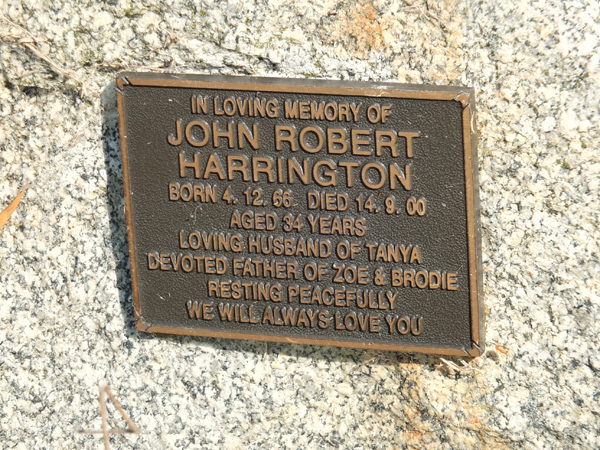 IN LOVING MEMORY OF
JOHN ROBERT
HARRINGTON
BORN 4. 12. 66. DIED 14. 9. 00
AGED 34 YEARS
LOVING HUSBAND OF TANYA
DEVOTED FATHER OF ZOE & BRODIE
RESTING PEACEFULLY
WE WILL ALWAYS LOVE YOU